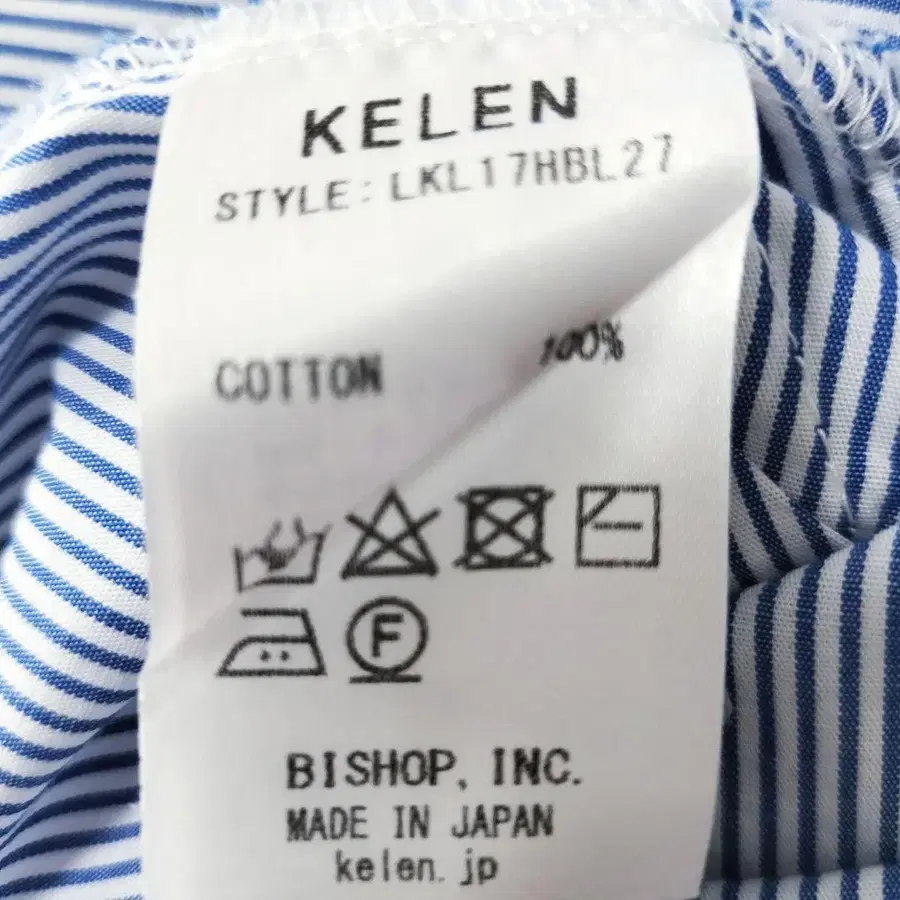 KELEN
STYLE:LKL17HBL27
COTTON 100%
F
BISHOP, INC.
MADE IN JAPAN
kelen.jp